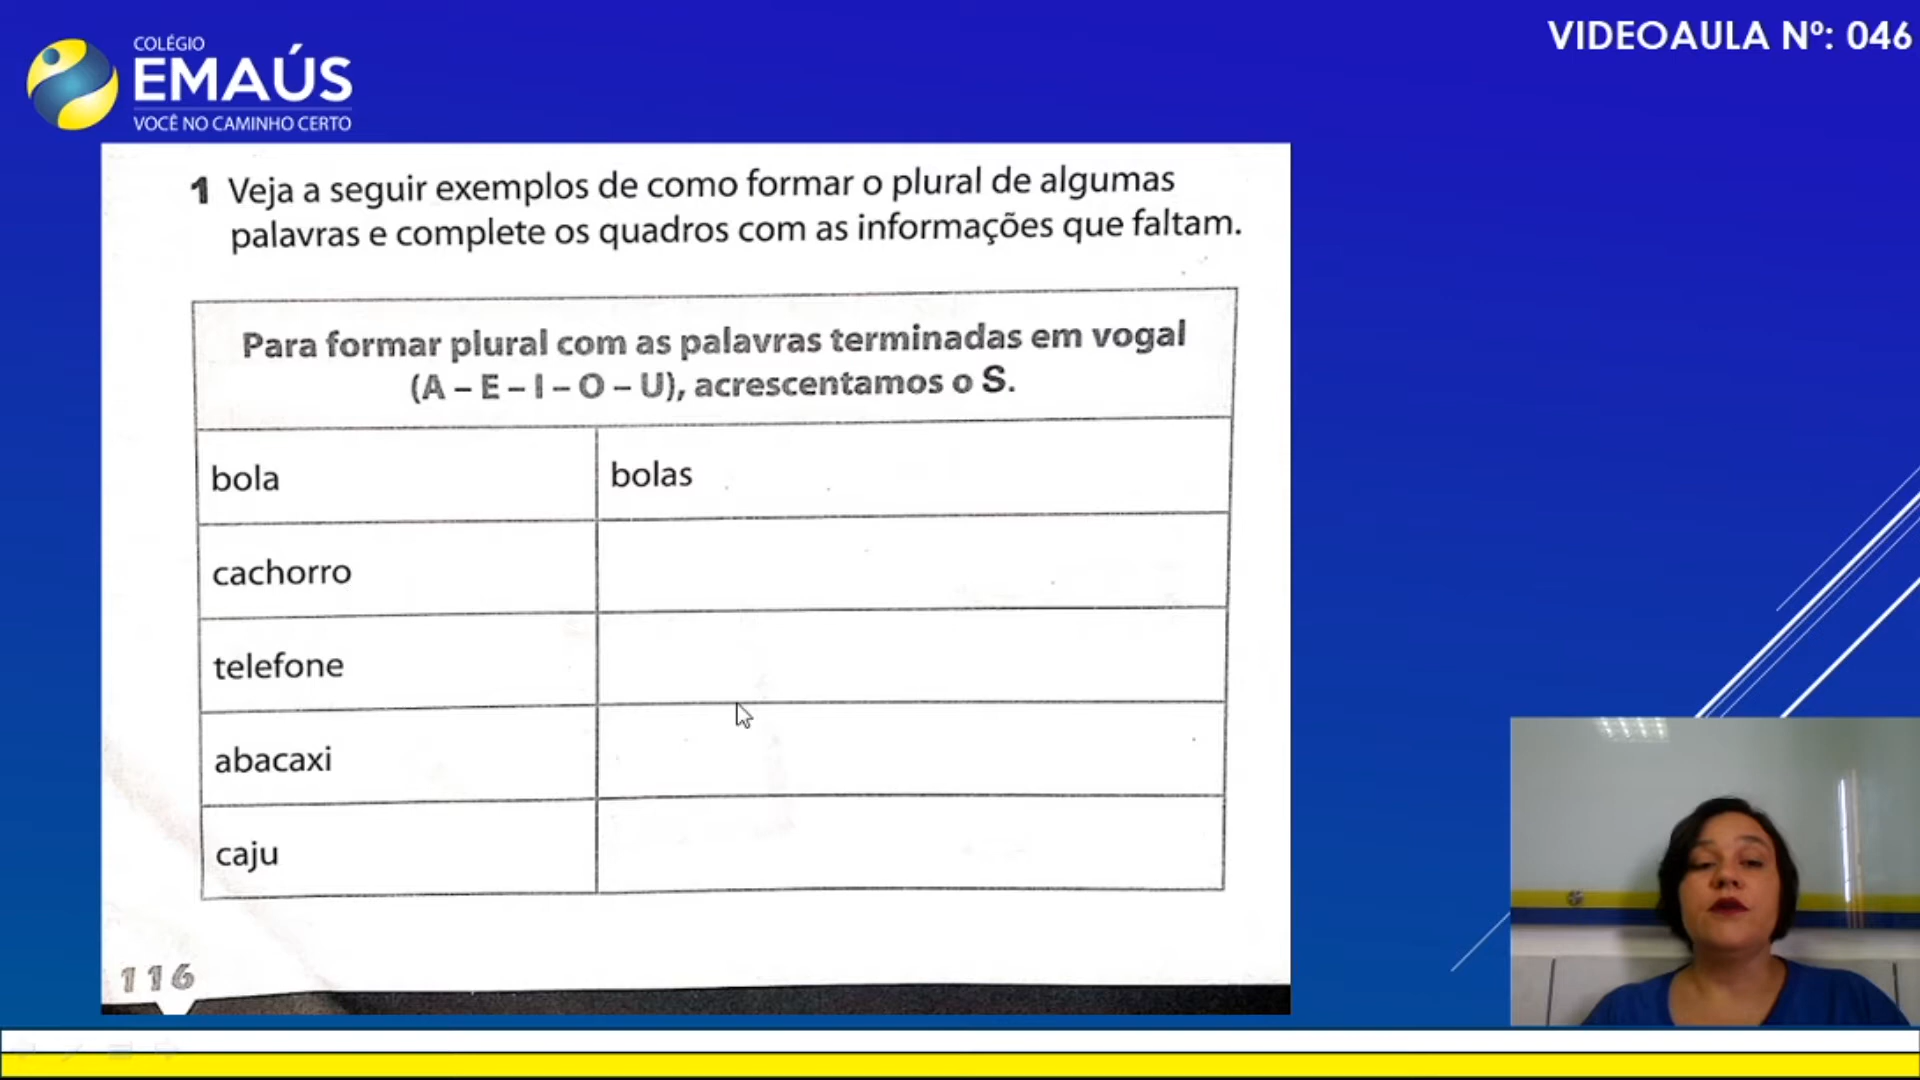 COLÉGIO
EMAÚS
VOCÊ NO CAMINHO CERTO
VIDEOAULA Nº: 046
1 Veja a seguir exemplos de como formar o plural de algumas
palavras e complete os quadros com as informações que faltam.
Para formar plural com as palavras terminadas em vogal
(A – E – I – O – U), acrescentamos o S.
bola bolas
cachorro
telefone
abacaxi
caju
116